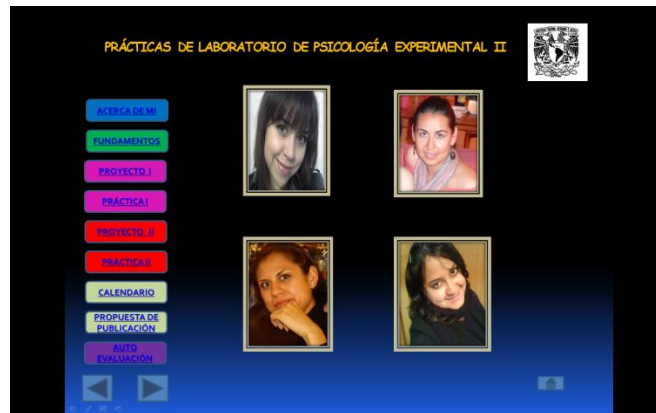 PRÁCTICAS DE LABORATORIO DE PSICOLOGÍA EXPERIMENTAL II
ACERCA DE MI
FUNDAMENTOS
PROYECTO I
PRÁCTICA I
PROYECTO II
PRÁCTICA II
CALENDARIO
PROPUESTA DE
PUBLICACIÓN
AUTO
EVALUACIÓN